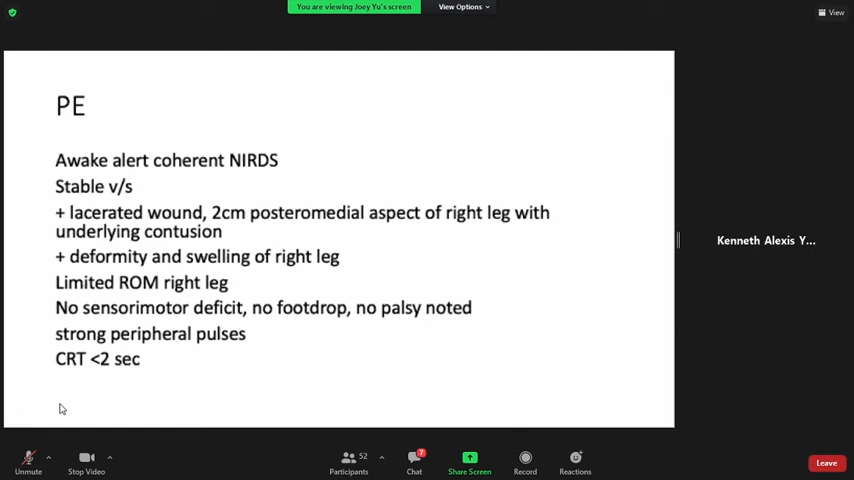 You are viewing Joey Yu's screen
View Options
View
PE
Awake alert coherent NIRDS
Stable v/s
+ lacerated wound, 2cm posteromedial aspect of right leg with
underlying contusion
+ deformity and swelling of right leg
Limited ROM right leg
No sensorimotor deficit, no footdrop, no palsy noted
strong peripheral pulses
CRT <2 sec
Kenneth Alexis Y...
52
7
Unmute
Stop Video
Participants
Chat
Share Screen
Record
Reactions
Leave